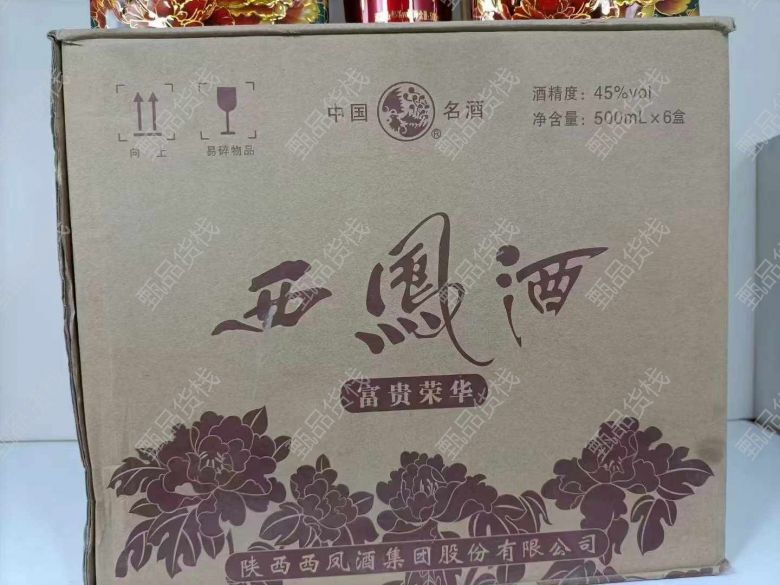 中国 名酒
®
酒精度：45%vol
净含量：500mL×6盒
向 上
易碎物品
西鳳酒
富贵荣华
陕西西凤酒集团股份有限公司
甄品货栈